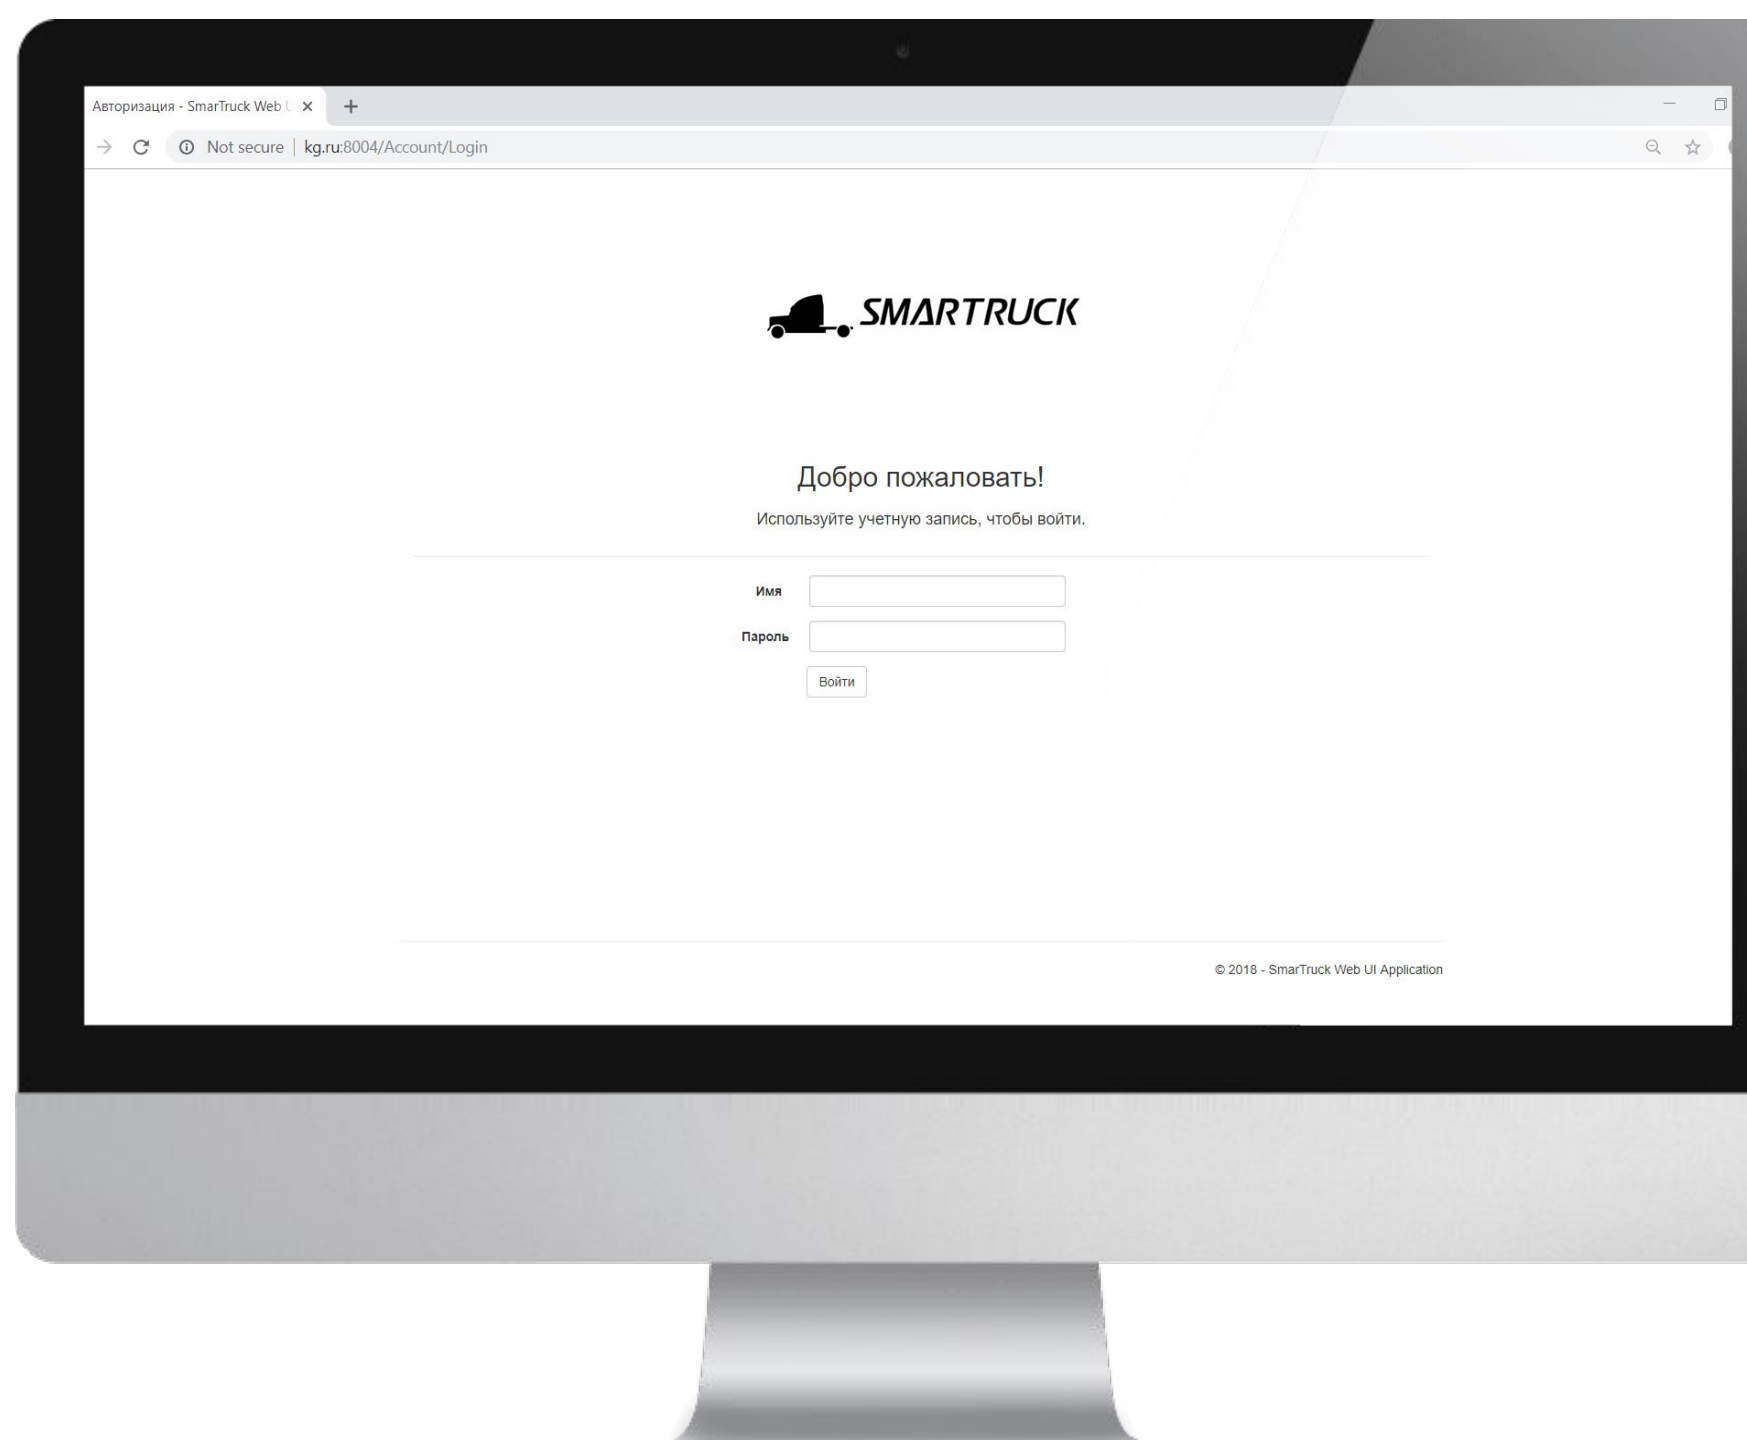 Авторизация - SmarTruck Web
Not secure | kg.ru:8004/Account/Login
SMARTRUCK
Добро пожаловать!
Используйте учетную запись, чтобы войти.
Имя
Пароль
Войти
© 2018 - SmarTruck Web UI Application